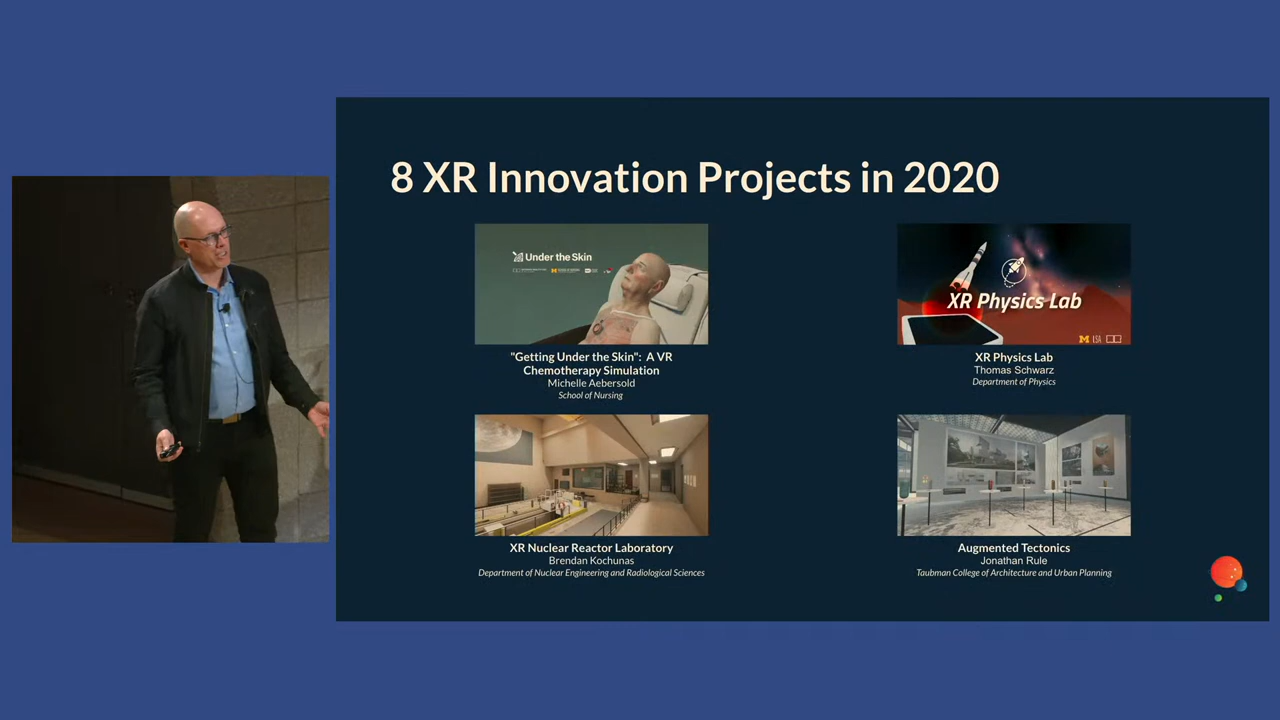 8 XR Innovation Projects in 2020
Under the Skin
"Getting Under the Skin": A VR
Chemotherapy Simulation
Michelle Aebersold
School of Nursing
XR Physics Lab
M LSA
XR Physics Lab
Thomas Schwarz
Department of Physics
XR Nuclear Reactor Laboratory
Brendan Kochunas
Department of Nuclear Engineering and Radiological Sciences
Augmented Tectonics
Jonathan Rule
Taubman College of Architecture and Urban Planning